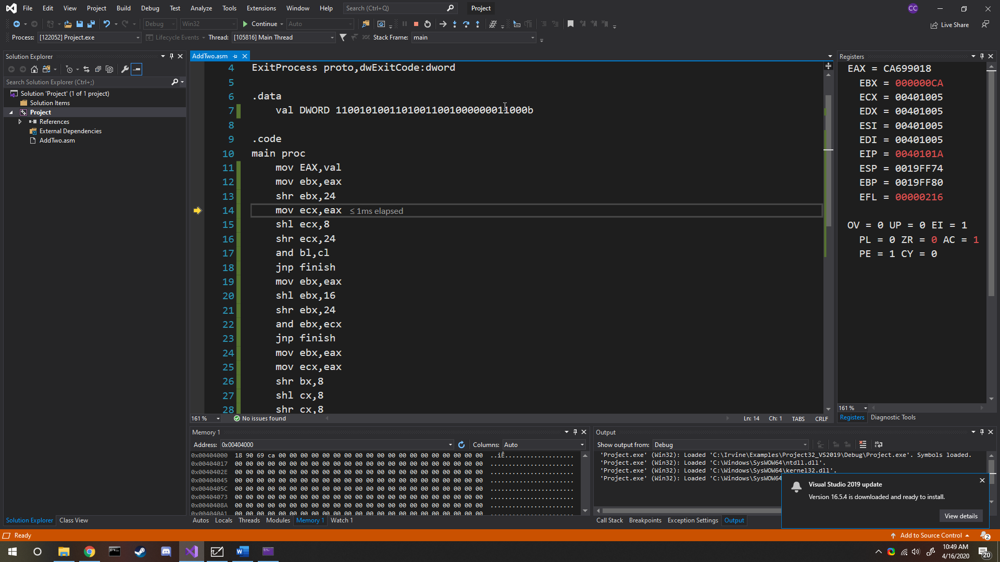 File Edit View Project Build Debug Test Analyze Tools Extensions Window Help Search (Ctrl+Q) Project CC
Debug Win32 Continue Auto Live Share
Process: [122052] Project.exe Lifecycle Events Thread: [105816] Main Thread Stack Frame: main
Solution Explorer
Search Solution Explorer (Ctrl+;)
Solution 'Project' (1 of 1 project)
Solution Items
Project
References
External Dependencies
AddTwo.asm
Solution Explorer Class View
AddTwo.asm
4 ExitProcess proto,dwExitCode:dword
5
6 .data
7 val DWORD 11001010011010011001000000011000b
8
9 .code
10 main proc
11 mov EAX,val
12 mov ebx,eax
13 shr ebx,24
14 mov ecx,eax ≤ 1ms elapsed
15 shl ecx,8
16 shr ecx,24
17 and bl,cl
18 jnp finish
19 mov ebx,eax
20 shl ebx,16
21 shr ebx,24
22 and ebx,ecx
23 jnp finish
24 mov ebx,eax
25 mov ecx,eax
26 shr bx,8
27 shl cx,8
28 shr cx,8
161 % No issues found Ln: 14 Ch: 1 TABS CRLF
Registers
EAX = CA699018
EBX = 000000CA
ECX = 00401005
EDX = 00401005
ESI = 00401005
EDI = 00401005
EIP = 0040101A
ESP = 0019FF74
EBP = 0019FF80
EFL = 00000216
OV = 0 UP = 0 EI = 1
PL = 0 ZR = 0 AC = 1
PE = 1 CY = 0
161 %
Registers Diagnostic Tools
Memory 1
Address: 0x00404000 Columns: Auto
0x00404000 18 90 69 ca 00 00 00 00 00 00 00 00 00 00 00 00 00 00 00 00 00 00 00 ..iÊ...................
0x00404017 00 00 00 00 00 00 00 00 00 00 00 00 00 00 00 00 00 00 00 00 00 00 00 .......................
0x0040402E 00 00 00 00 00 00 00 00 00 00 00 00 00 00 00 00 00 00 00 00 00 00 00 .......................
0x00404045 00 00 00 00 00 00 00 00 00 00 00 00 00 00 00 00 00 00 00 00 00 00 00 .......................
0x0040405C 00 00 00 00 00 00 00 00 00 00 00 00 00 00 00 00 00 00 00 00 00 00 00 .......................
0x00404073 00 00 00 00 00 00 00 00 00 00 00 00 00 00 00 00 00 00 00 00 00 00 00 .......................
0x0040408A 00 00 00 00 00 00 00 00 00 00 00 00 00 00 00 00 00 00 00 00 00 00 00 .......................
0x004040A1 00 00 00 00 00 00 00 00 00 00 00 00 00 00 00 00 00 00 00 00 00 00 00 .......................
Autos Locals Threads Modules Memory 1 Watch 1
Output
Show output from: Debug
'Project.exe' (Win32): Loaded 'C:\Irvine\Examples\Project32_VS2019\Debug\Project.exe'. Symbols loaded.
'Project.exe' (Win32): Loaded 'C:\Windows\SysWOW64\ntdll.dll'.
'Project.exe' (Win32): Loaded 'C:\Windows\SysWOW64\kernel32.dll'.
'Project.exe' (Win32): Loaded 'C:\Windows\SysWOW64
Call Stack Breakpoints Exception Settings Output
Visual Studio 2019 update
Version 16.5.4 is downloaded and ready to install.
View details
Ready Add to Source Control 2
10:49 AM
4/16/2020
20